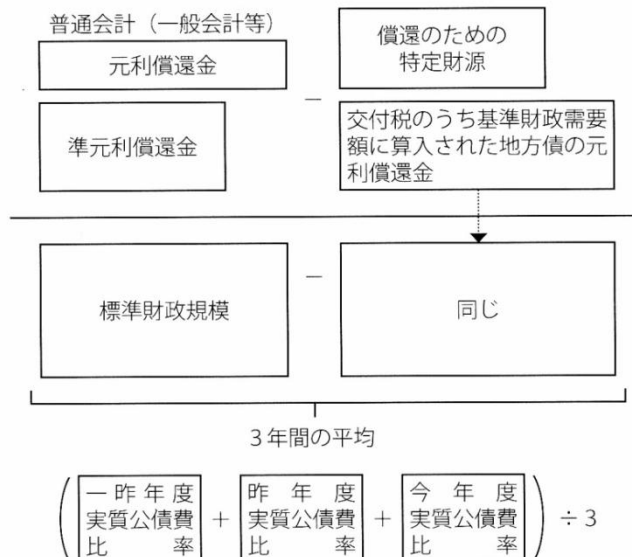 普通会計（一般会計等）
元利償還金
準元利償還金
−
償還のための
特定財源
交付税のうち基準財政需要
額に算入された地方債の元
利償還金
標準財政規模
−
同じ
3年間の平均
(
一昨年度
実質公債費
比率
+
昨年度
実質公債費
比率
+
今年度
実質公債費
比率
) ÷3